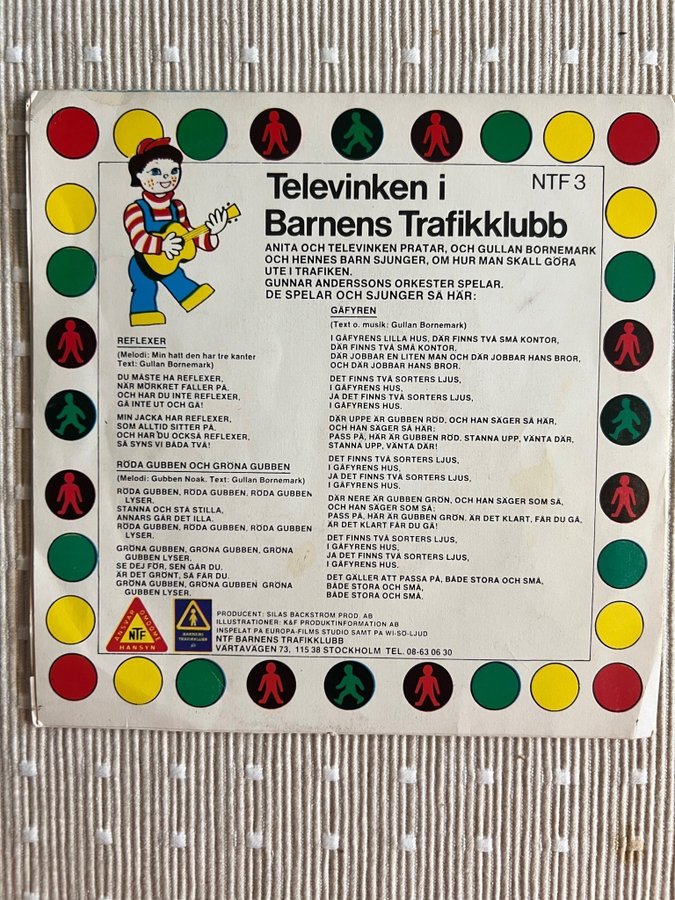 Televinken i
Barnens Trafikklubb
NTF 3
ANITA OCH TELEVINKEN PRATAR, OCH GULLAN BORNEMARK
OCH HENNES BARN SJUNGER, OM HUR MAN SKALL GÖRA
UTE I TRAFIKEN.
GUNNAR ANDERSSONS ORKESTER SPELAR.
DE SPELAR OCH SJUNGER SÅ HÄR:
REFLEXER
(Melodi: Min hatt den har tre kanter
Text: Gullan Bornemark)
DU MÅSTE HA REFLEXER,
NÄR MÖRKRET FALLER PÅ,
OCH HAR DU INTE REFLEXER,
GÅ INTE UT OCH GÅ!
MIN JACKA HAR REFLEXER,
SOM ALLTID SITTER PÅ.
OCH HAR DU OCKSÅ REFLEXER,
SÅ SYNS VI BÅDA TVÅ!
RÖDA GUBBEN OCH GRÖNA GUBBEN
(Melodi: Gubben Noak. Text: Gullan Bornemark)
RÖDA GUBBEN, RÖDA GUBBEN, RÖDA GUBBEN
LYSER.
STANNA OCH STÅ STILLA,
ANNARS GÅR DET ILLA.
RÖDA GUBBEN, RÖDA GUBBEN, RÖDA GUBBEN
LYSER.
GRÖNA GUBBEN, GRÖNA GUBBEN, GRÖNA
GUBBEN LYSER.
SE DEJ FÖR, SEN GÅR DU.
ÄR DET GRÖNT, SÅ FÅR DU.
GRÖNA GUBBEN, GRÖNA GUBBEN GRÖNA
GUBBEN LYSER.
GÅFYREN
(Text o. musik: Gullan Bornemark)
I GÅFYRENS LILLA HUS, DÄR FINNS TVÅ SMÅ KONTOR,
DÄR FINNS TVÅ SMÅ KONTOR,
DÄR JOBBAR EN LITEN MAN OCH DÄR JOBBAR HANS BROR,
OCH DÄR JOBBAR HANS BROR.
DET FINNS TVÅ SORTERS LJUS,
I GÅFYRENS HUS,
JA DET FINNS TVÅ SORTERS LJUS,
I GÅFYRENS HUS.
DÄR UPPE ÄR GUBBEN RÖD, OCH HAN SÄGER SÅ HÄR,
OCH HAN SÄGER SÅ HÄR:
PASS PÅ, HÄR ÄR GUBBEN RÖD. STANNA UPP, VÄNTA DÄR,
STANNA UPP, VÄNTA DÄR!
DET FINNS TVÅ SORTERS LJUS,
I GÅFYRENS HUS,
JA DET FINNS TVÅ SORTERS LJUS,
I GÅFYRENS HUS.
DÄR NERE ÄR GUBBEN GRÖN, OCH HAN SÄGER SOM SÅ,
OCH HAN SÄGER SOM SÅ:
PASS PÅ, HÄR ÄR GUBBEN GRÖN. ÄR DET KLART, FÅR DU GÅ,
ÄR DET KLART FÅR DU GÅ!
DET FINNS TVÅ SORTERS LJUS,
I GÅFYRENS HUS,
JA DET FINNS TVÅ SORTERS LJUS,
I GÅFYRENS HUS.
DET GÄLLER ATT PASSA PÅ, BÅDE STORA OCH SMÅ,
BÅDE STORA OCH SMÅ,
BÅDE STORA OCH SMÅ.
ANSVAR
OMDÖME
NTF
HÄNSYN
BARNENS
TRAFIKKLUBB
PRODUCENT: SILAS BÄCKSTRÖM PROD. AB
ILLUSTRATIONER: K&F PRODUKTINFORMATION AB
INSPELAT PÅ EUROPA-FILMS STUDIO SAMT PÅ WI-SO-LJUD
NTF BARNENS TRAFIKKLUBB
VÄRTAVÄGEN 73, 115 38 STOCKHOLM TEL. 08-63 06 30